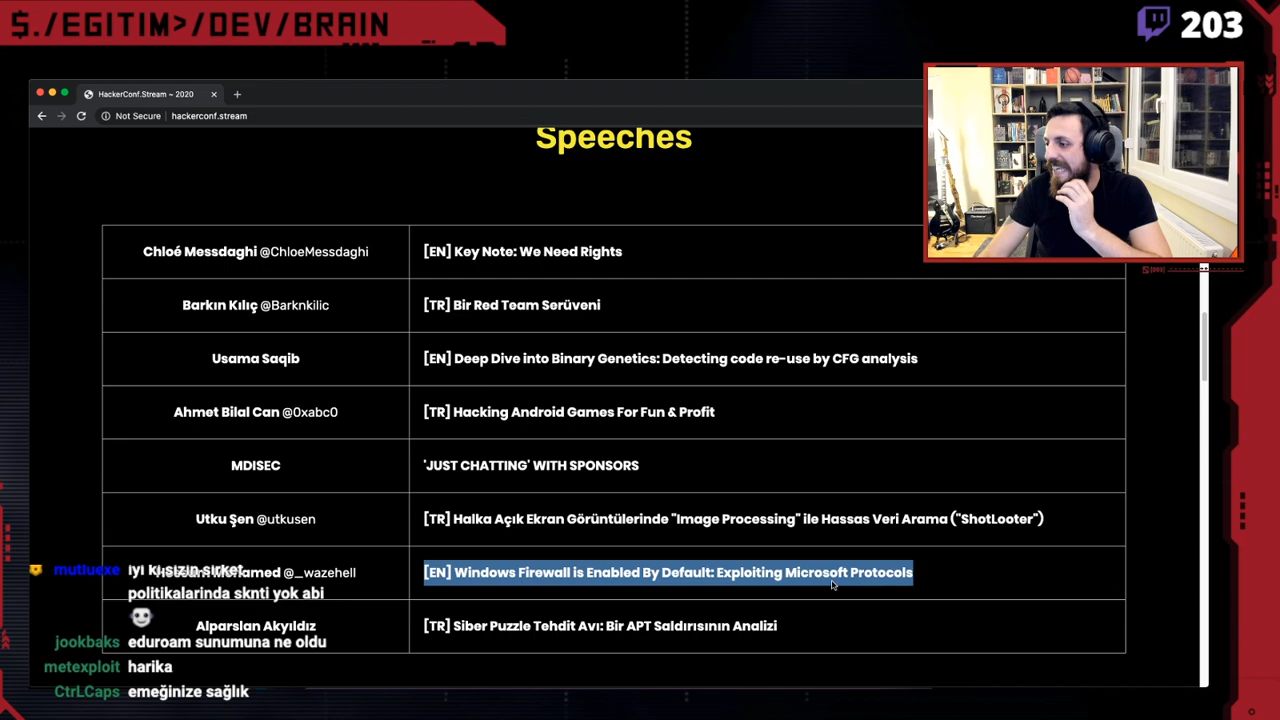 $./EGITIM>/DEV/BRAIN
203
HackerConf.Stream ~ 2020
Not Secure
hackerconf.stream
Speeches
Chloé Messdaghi @ChloeMessdaghi
[EN] Key Note: We Need Rights
Barkın Kılıç @Barknkilic
[TR] Bir Red Team Serüveni
Usama Saqib
[EN] Deep Dive into Binary Genetics: Detecting code re-use by CFG analysis
Ahmet Bilal Can @0xabc0
[TR] Hacking Android Games For Fun & Profit
MDISEC
'JUST CHATTING' WITH SPONSORS
Utku Şen @utkusen
[TR] Halka Açık Ekran Görüntülerinde "Image Processing" ile Hassas Veri Arama ("ShotLooter")
@_wazehell
[EN] Windows Firewall is Enabled By Default: Exploiting Microsoft Protocols
Alparslan Akyıldız
[TR] Siber Puzzle Tehdit Avı: Bir APT Saldırısının Analizi
mutluexe iyi ki sizin sirket
politikalarinda sknti yok abi
jookbaks eduroam sunumuna ne oldu
metexploit harika
CtrLCaps emeğinize sağlık